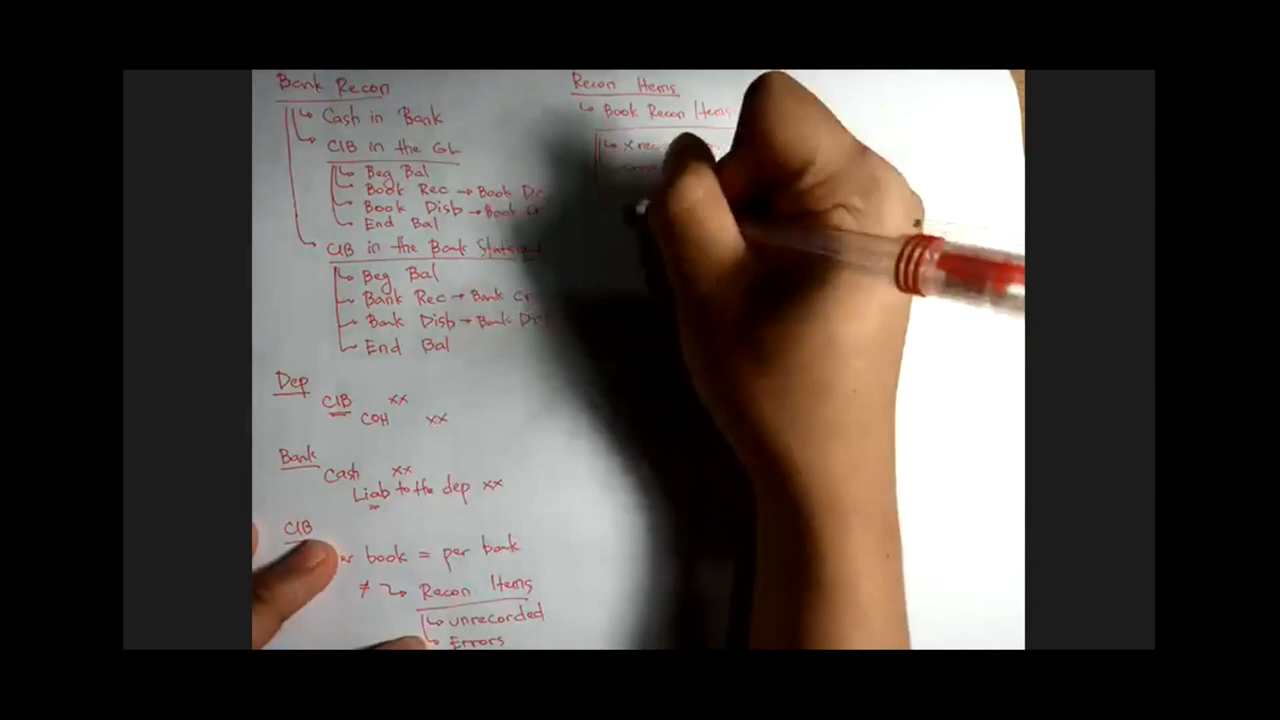 Bank Recon
↳ Cash in Bank
↳ CIB in the GL
↳ Beg Bal
↳ Book Rec → Book Dr
↳ Book Disb → Book Cr
↳ End Bal
↳ CIB in the Bank
↳ Beg Bal
↳ Bank Rec → Bank Cr
↳ Bank Disb → Bank Dr
↳ End Bal
Dep
CIB xx
COH xx
Bank
Cash xx
Liab to the dep xx
CIB
book = per bank
≠ ↳ Recon Items
↳ unrecorded
↳ Errors
Recon Items
↳ Book Recon Items